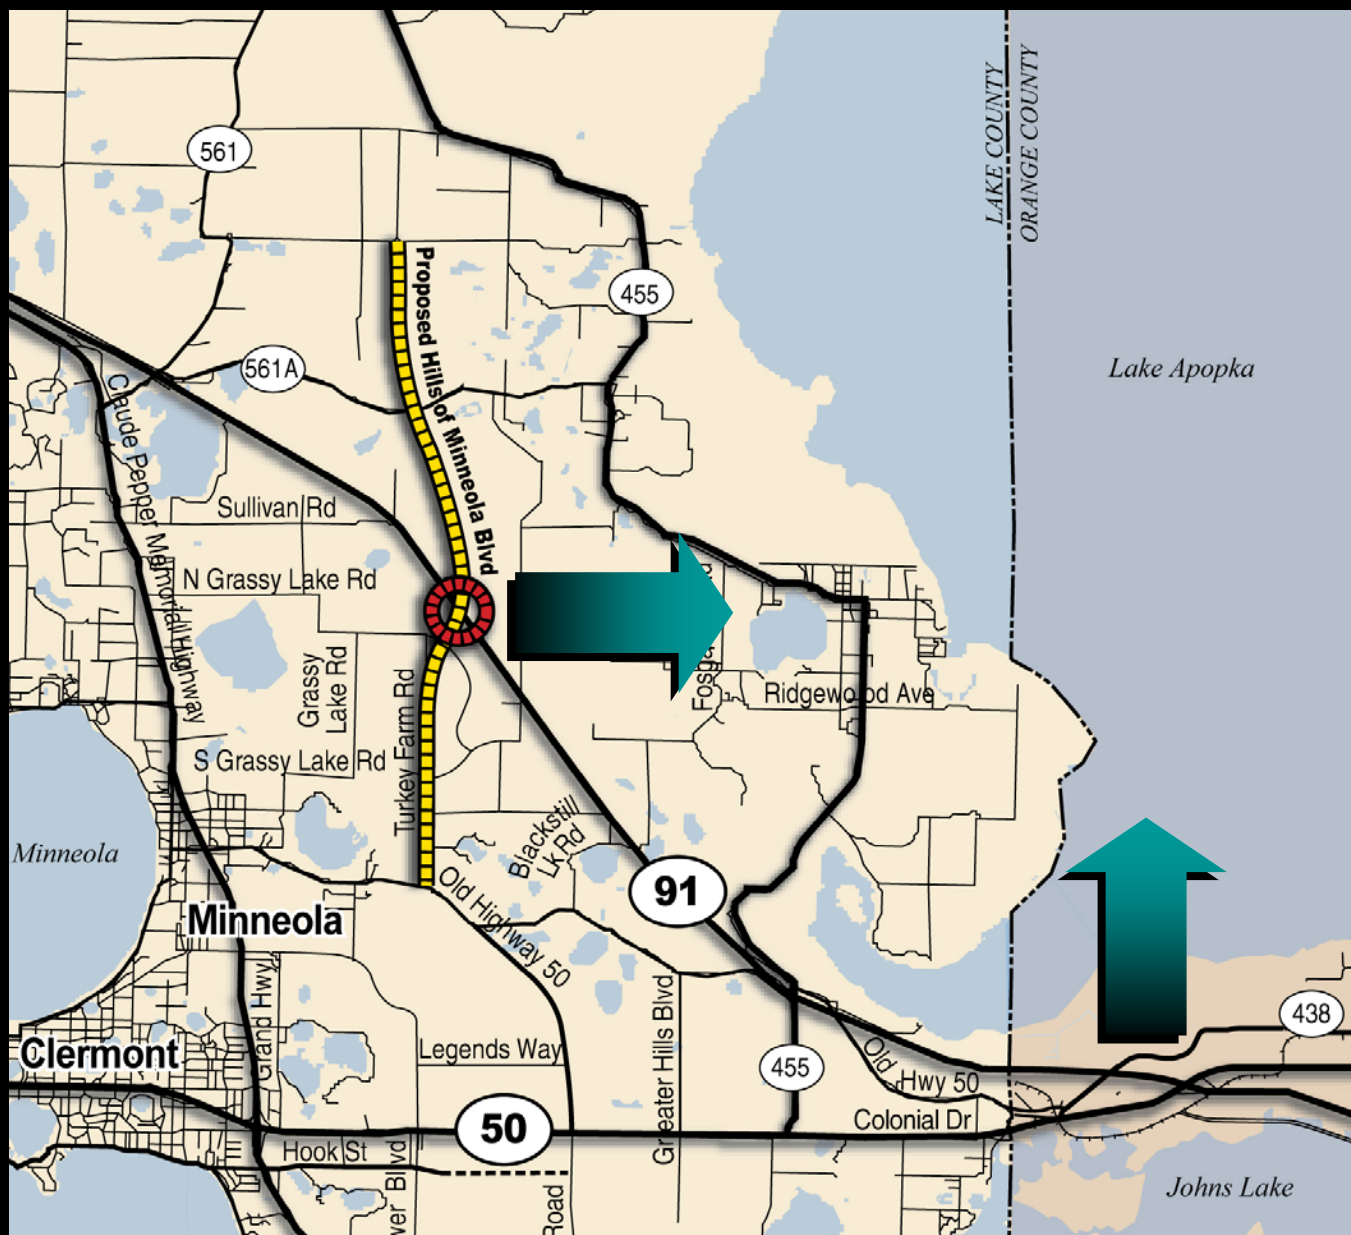 LAKE COUNTY
ORANGE COUNTY
561
455
Proposed Hills of Minneola Blvd
Lake Apopka
561A
Claude Pepper Memorial Highway
Sullivan Rd
N Grassy Lake Rd
Grassy
Lake Rd
Turkey Farm Rd
Ridgewood Ave
S Grassy Lake Rd
Blackstill
Lk Rd
Minneola
91
Old Highway 50
Minneola
Grand Hwy
Greater Hills Blvd
438
Clermont
Legends Way
455
Old
Hwy 50
50
Colonial Dr
Hook St
Road
Johns Lake